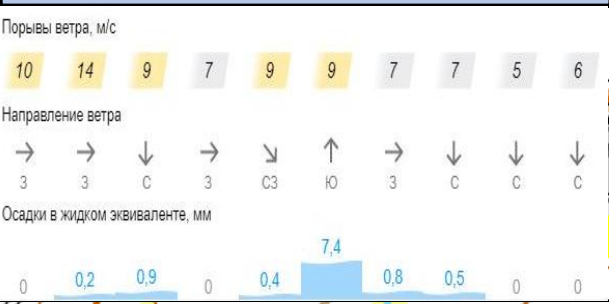 Порывы ветра, м/с
10 14 9 7 9 9 7 7 5 6
Направление ветра
З З С З СЗ Ю З С С С
Осадки в жидком эквиваленте, мм
0 0,2 0,9 0 0,4 7,4 0,8 0,5 0 0